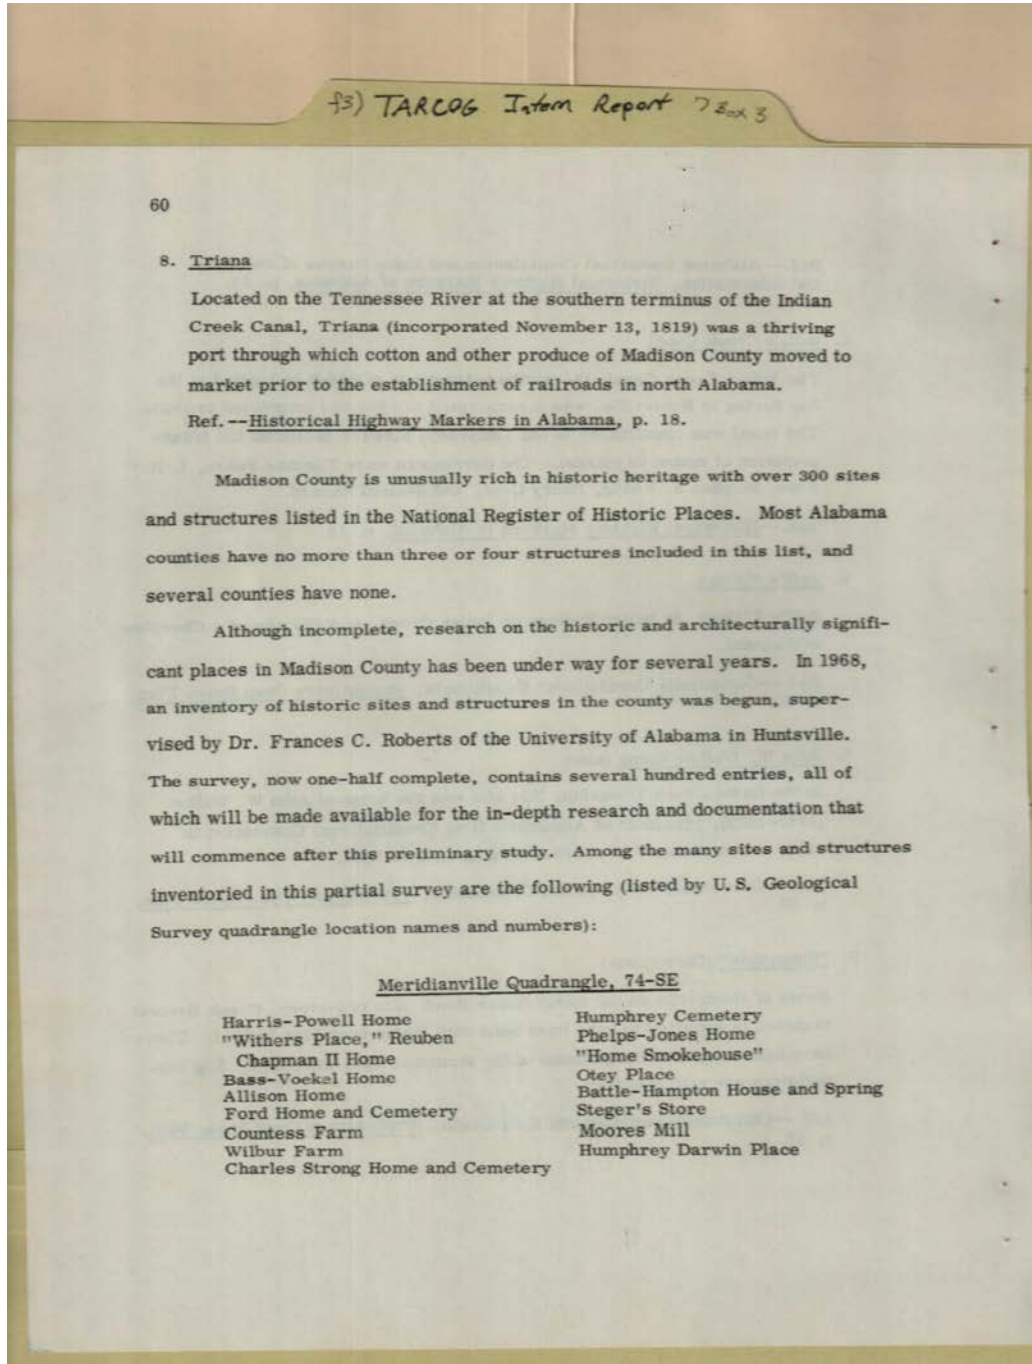 f3) TARCOG Intern Report Box 3
60
8. Triana
Located on the Tennessee River at the southern terminus of the Indian
Creek Canal, Triana (incorporated November 13, 1819) was a thriving
port through which cotton and other produce of Madison County moved to
market prior to the establishment of railroads in north Alabama.
Ref.--Historical Highway Markers in Alabama, p. 18.
Madison County is unusually rich in historic heritage with over 300 sites
and structures listed in the National Register of Historic Places. Most Alabama
counties have no more than three or four structures included in this list, and
several counties have none.
Although incomplete, research on the historic and architecturally signifi-
cant places in Madison County has been under way for several years. In 1968,
an inventory of historic sites and structures in the county was begun, super-
vised by Dr. Frances C. Roberts of the University of Alabama in Huntsville.
The survey, now one-half complete, contains several hundred entries, all of
which will be made available for the in-depth research and documentation that
will commence after this preliminary study. Among the many sites and structures
inventoried in this partial survey are the following (listed by U. S. Geological
Survey quadrangle location names and numbers):
Meridianville Quadrangle, 74-SE
Harris-Powell Home
"Withers Place," Reuben
Chapman II Home
Bass-Voekel Home
Allison Home
Ford Home and Cemetery
Countess Farm
Wilbur Farm
Charles Strong Home and Cemetery
Humphrey Cemetery
Phelps-Jones Home
"Home Smokehouse"
Otey Place
Battle-Hampton House and Spring
Steger's Store
Moores Mill
Humphrey Darwin Place